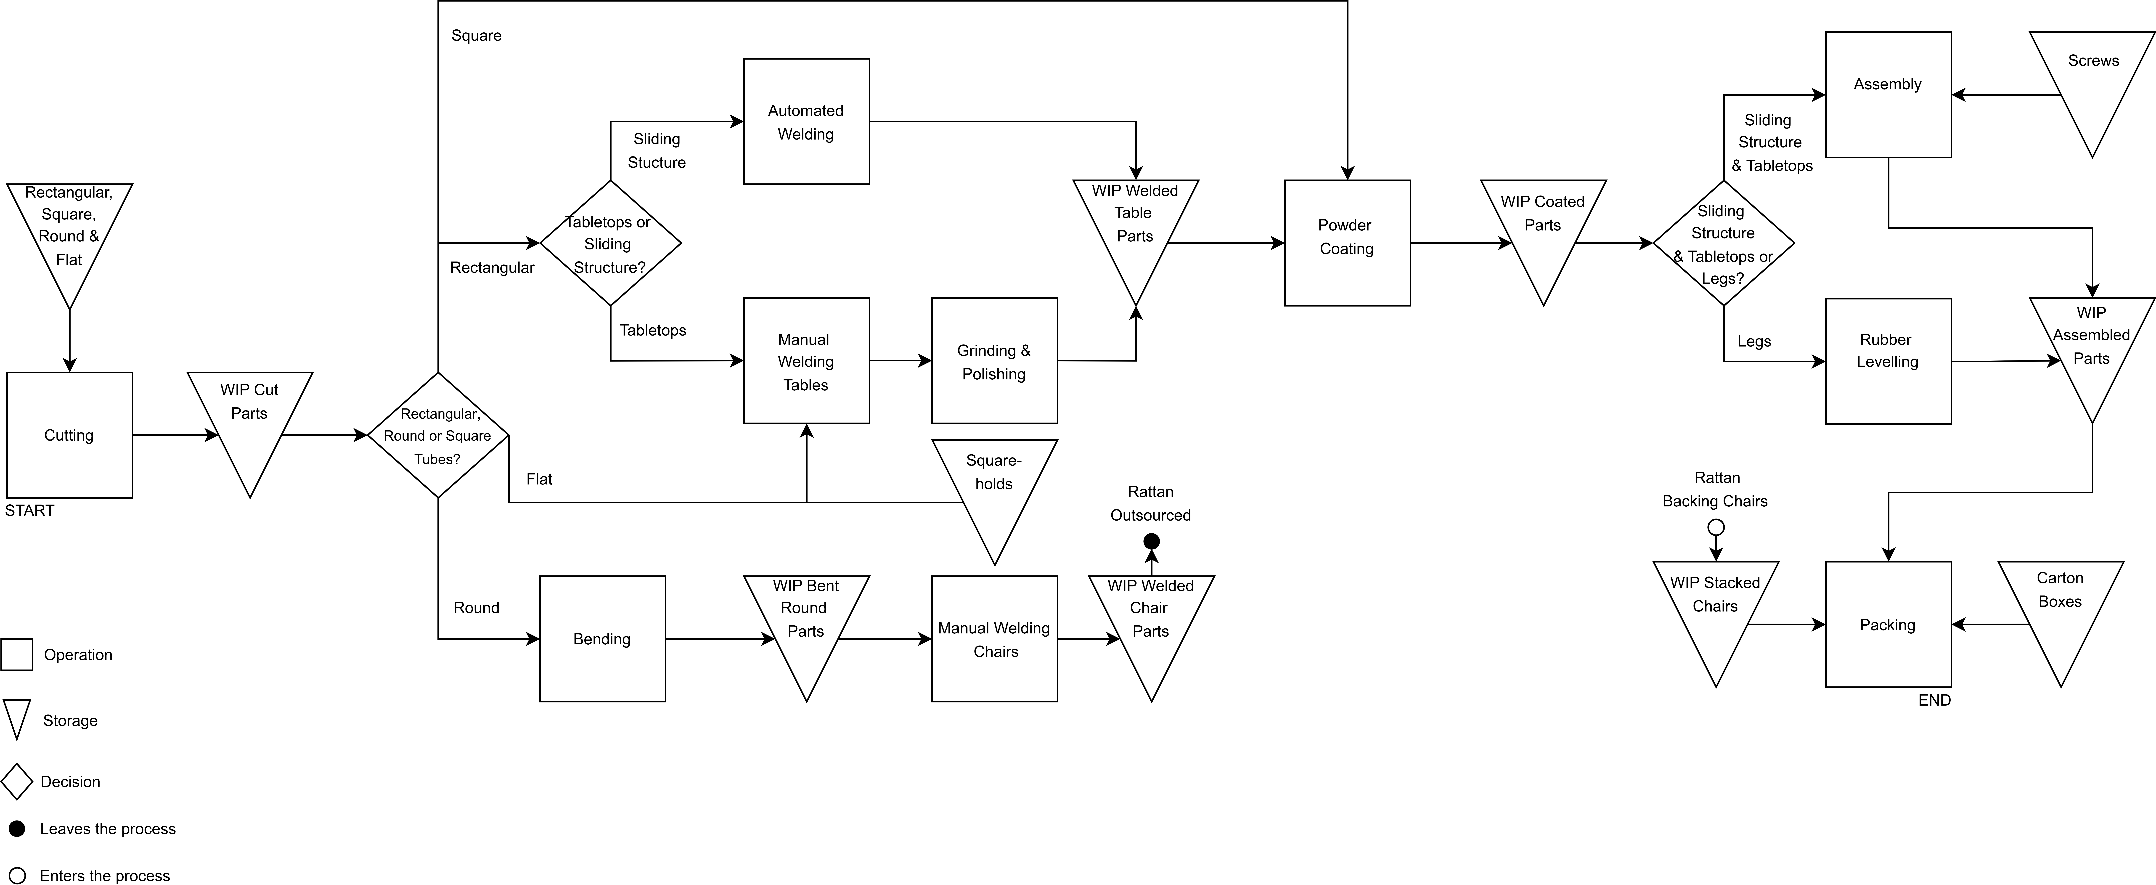 Square
Automated
Welding
Sliding
Stucture
Rectangular,
Square,
Round &
Flat
Tabletops or
Sliding
Structure?
Rectangular
Tabletops
Manual
Welding
Tables
Grinding &
Polishing
WIP Welded
Table
Parts
Powder
Coating
WIP Coated
Parts
Sliding
Structure
& Tabletops
Assembly
Screws
Sliding
Structure
& Tabletops or
Legs?
Legs
Rubber
Levelling
WIP
Assembled
Parts
Cutting
START
WIP Cut
Parts
Rectangular,
Round or Square
Tubes?
Flat
Square-
holds
Rattan
Outsourced
Round
Bending
WIP Bent
Round
Parts
Manual Welding
Chairs
WIP Welded
Chair
Parts
Rattan
Backing Chairs
WIP Stacked
Chairs
Packing
END
Carton
Boxes
Operation
Storage
Decision
Leaves the process
Enters the process